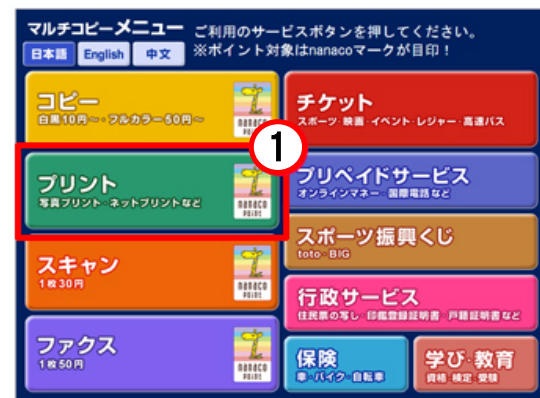 マルチコピーメニュー
ご利用のサービスボタンを押してください。
日本語 English 中文
※ポイント対象はnanacoマークが目印！
コピー
白黒10円～・フルカラー50円～
nanaco
POINT
チケット
スポーツ・映画・イベント・レジャー・高速バス
1
プリント
写真プリント・ネットプリントなど
nanaco
POINT
プリペイドサービス
オンラインマネー・国際電話など
スキャン
1枚30円
nanaco
POINT
スポーツ振興くじ
toto・BIG
行政サービス
住民票の写し・印鑑登録証明書・戸籍証明書など
ファクス
1枚50円
nanaco
POINT
保険
車・バイク・自転車
学び・教育
資格・検定・受験